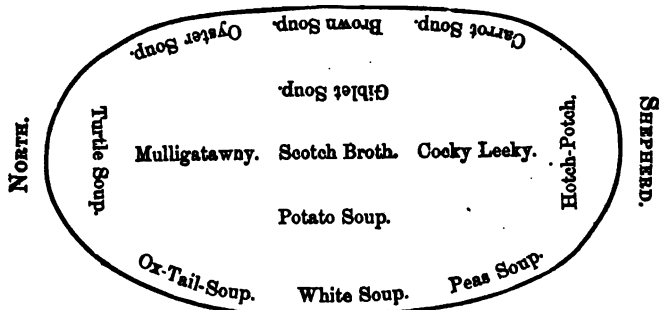 Oyster Soup.
Brown Soup.
Carrot Soup.
Giblet Soup.
NORTH.
Turtle Soup.
Mulligatawny.
Scotch Broth.
Cocky Leeky.
Hotch-Potch.
SHEPHERD.
Potato Soup.
Ox-Tail-Soup.
White Soup.
Peas Soup.